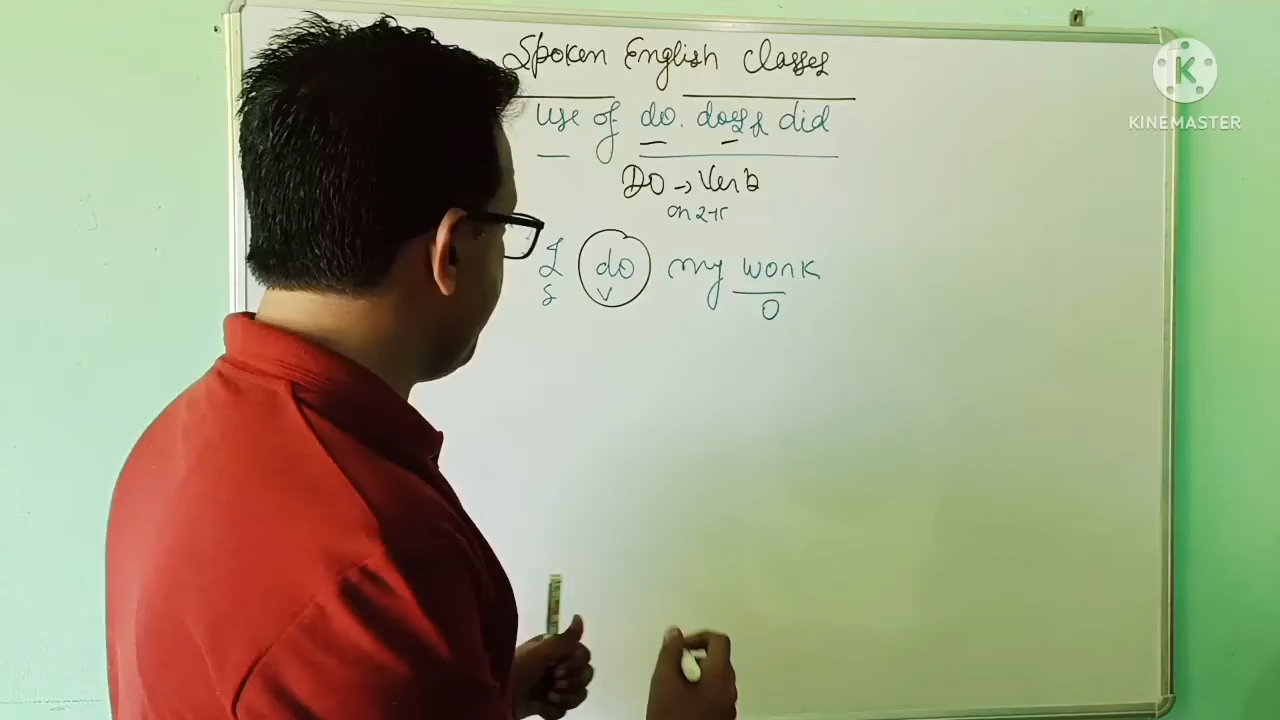 Spoken English Classes
Use of do. does & did
DO → Verb
I do my work
S V O
K
KINEMASTER